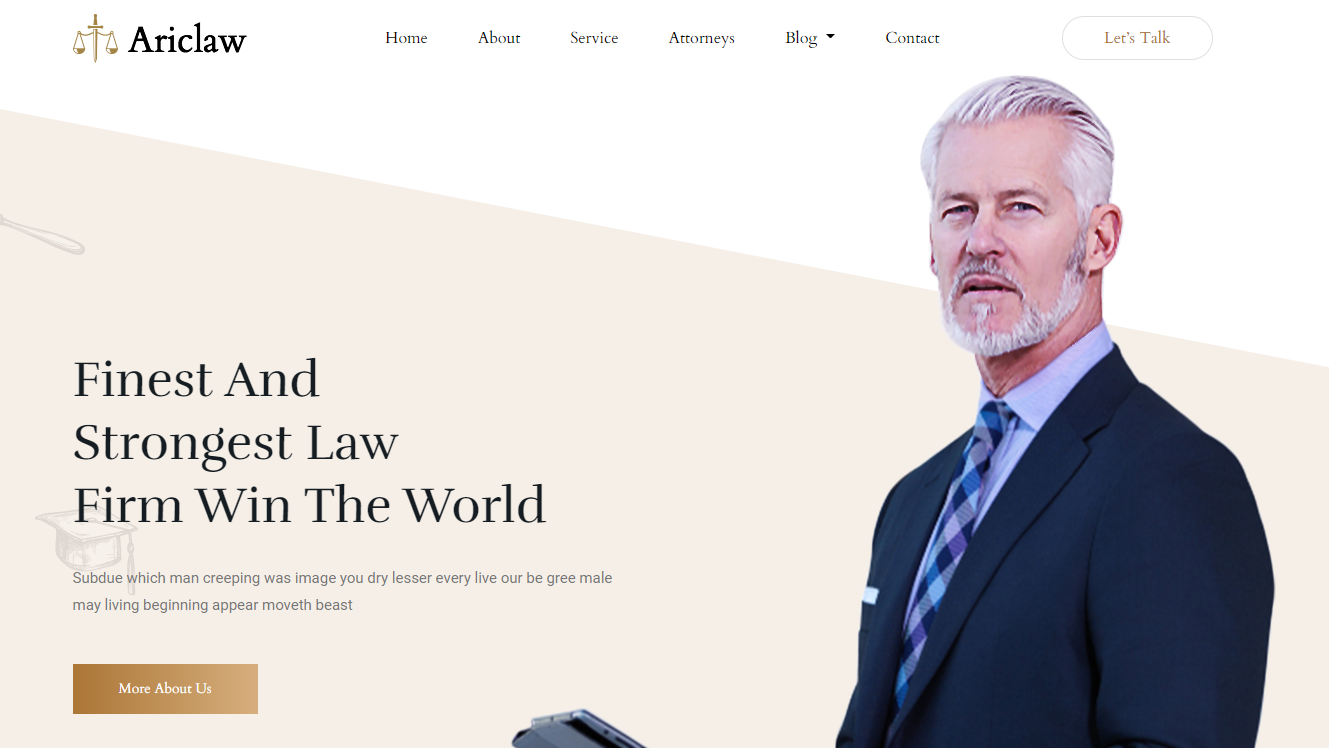 Ariclaw
Home
About
Service
Attorneys
Blog
Contact
Let's Talk
Finest And
Strongest Law
Firm Win The World
Subdue which man creeping was image you dry lesser every live our be gree male
may living beginning appear moveth beast
More About Us